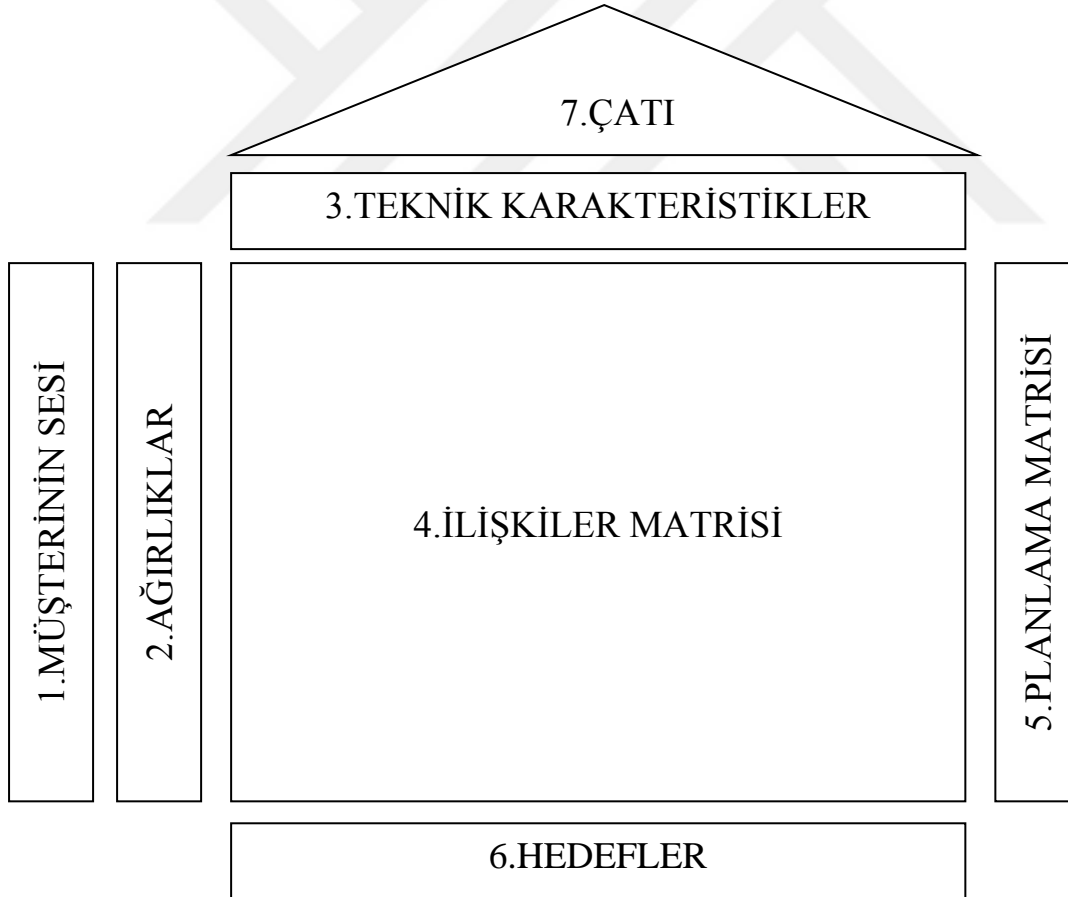 7.ÇATI
3.TEKNİK KARAKTERİSTİKLER
1.MÜŞTERİNİN SESİ
2.AĞIRLIKLAR
4.İLİŞKİLER MATRİSİ
5.PLANLAMA MATRİSİ
6.HEDEFLER